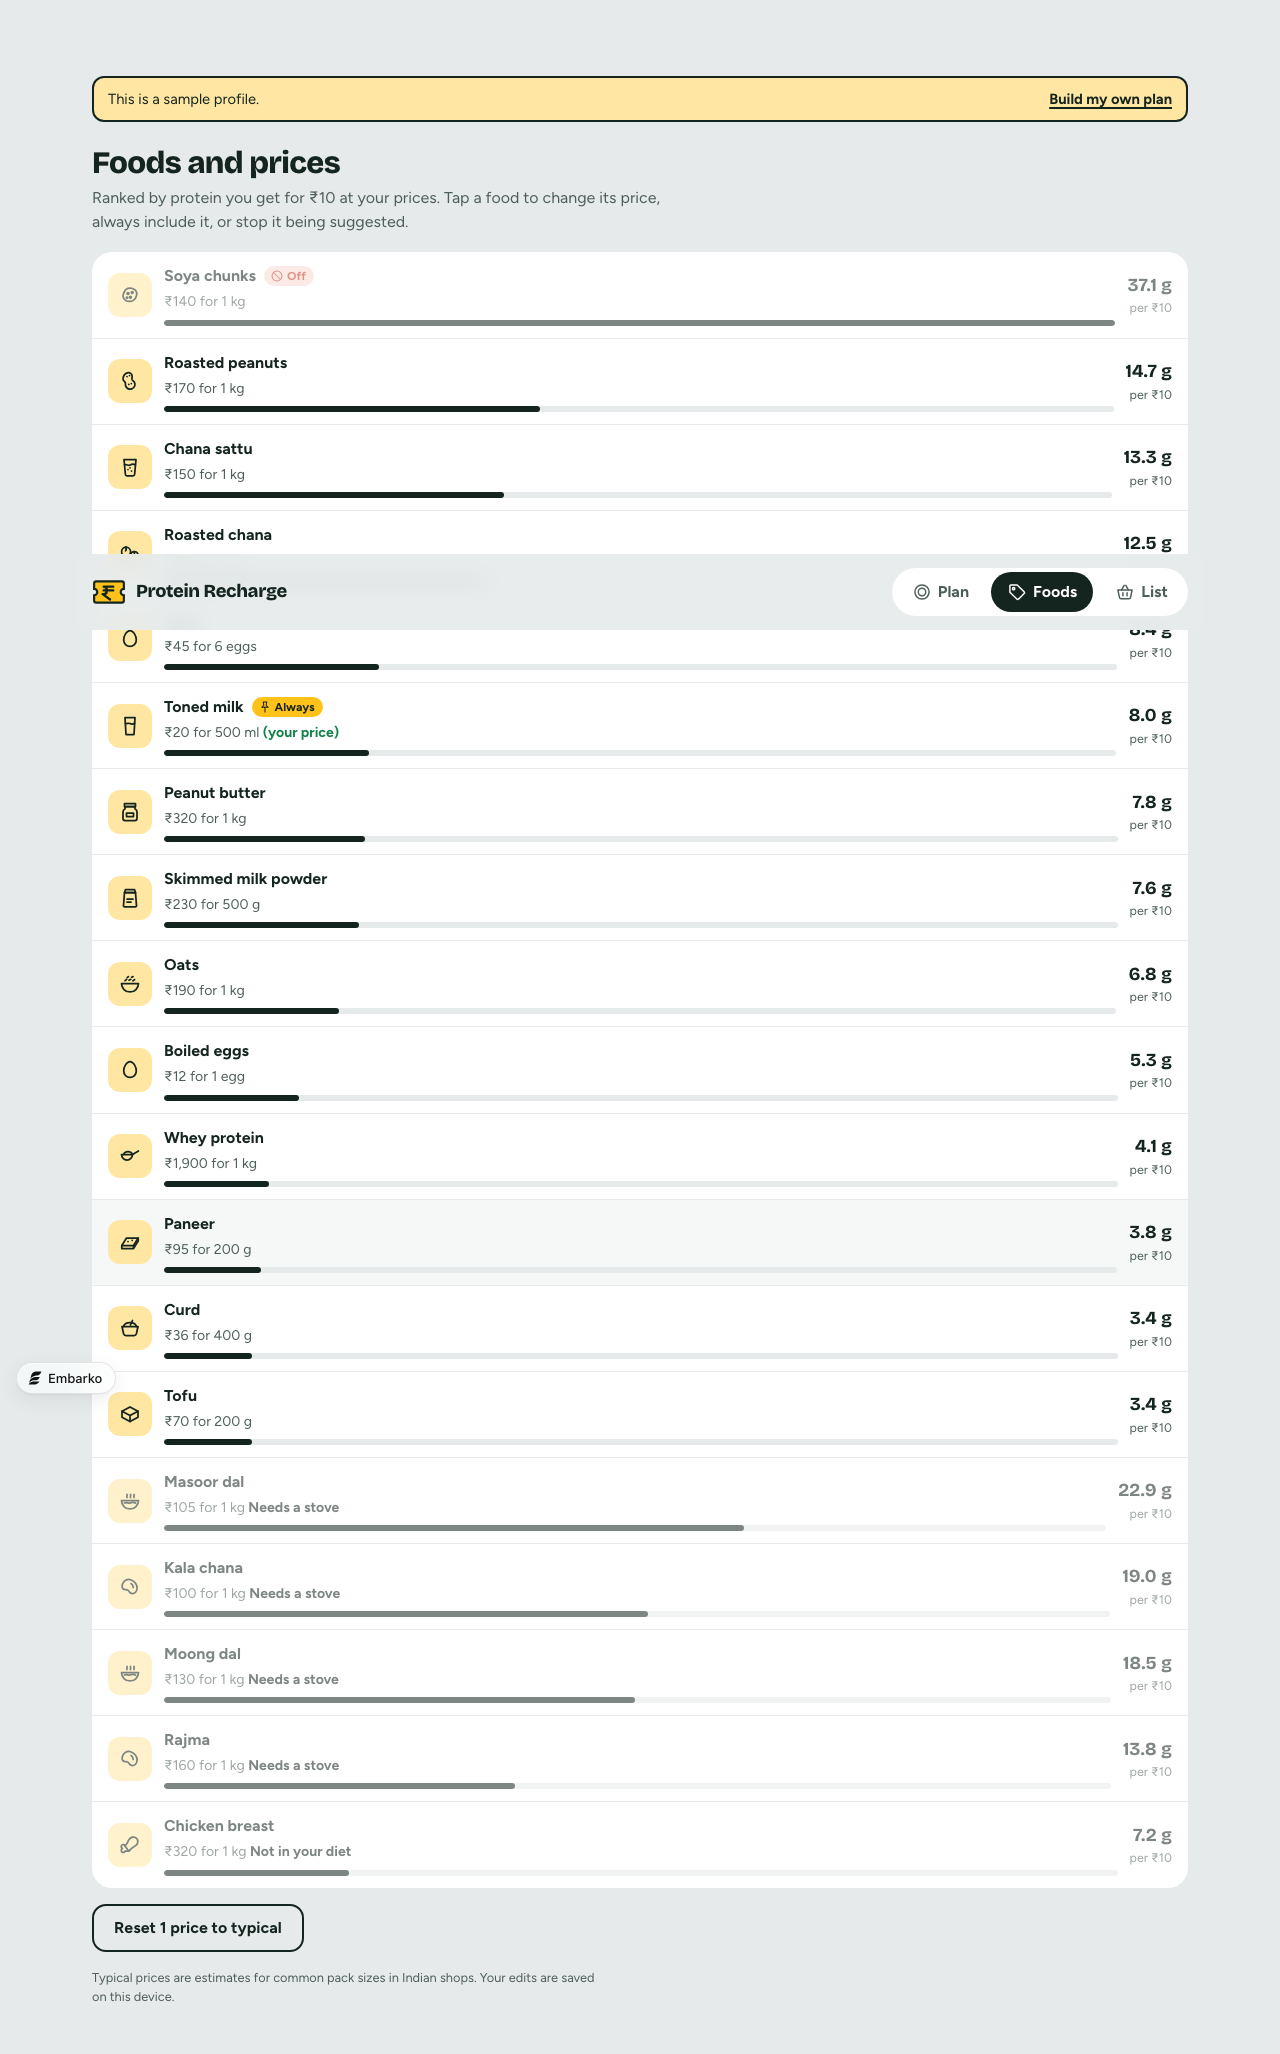 This is a sample profile.
Build my own plan
Foods and prices
Ranked by protein you get for ₹10 at your prices. Tap a food to change its price,
always include it, or stop it being suggested.
Soya chunks Off
₹140 for 1 kg
37.1 g
per ₹10
Roasted peanuts
₹170 for 1 kg
14.7 g
per ₹10
Chana sattu
₹150 for 1 kg
13.3 g
per ₹10
Roasted chana
12.5 g
Protein Recharge
Plan
Foods
List
8.4 g
₹45 for 6 eggs
per ₹10
Toned milk Always
₹20 for 500 ml (your price)
8.0 g
per ₹10
Peanut butter
₹320 for 1 kg
7.8 g
per ₹10
Skimmed milk powder
₹230 for 500 g
7.6 g
per ₹10
Oats
₹190 for 1 kg
6.8 g
per ₹10
Boiled eggs
₹12 for 1 egg
5.3 g
per ₹10
Whey protein
₹1,900 for 1 kg
4.1 g
per ₹10
Paneer
₹95 for 200 g
3.8 g
per ₹10
Curd
₹36 for 400 g
3.4 g
per ₹10
Embarko
Tofu
₹70 for 200 g
3.4 g
per ₹10
Masoor dal
₹105 for 1 kg Needs a stove
22.9 g
per ₹10
Kala chana
₹100 for 1 kg Needs a stove
19.0 g
per ₹10
Moong dal
₹130 for 1 kg Needs a stove
18.5 g
per ₹10
Rajma
₹160 for 1 kg Needs a stove
13.8 g
per ₹10
Chicken breast
₹320 for 1 kg Not in your diet
7.2 g
per ₹10
Reset 1 price to typical
Typical prices are estimates for common pack sizes in Indian shops. Your edits are saved
on this device.